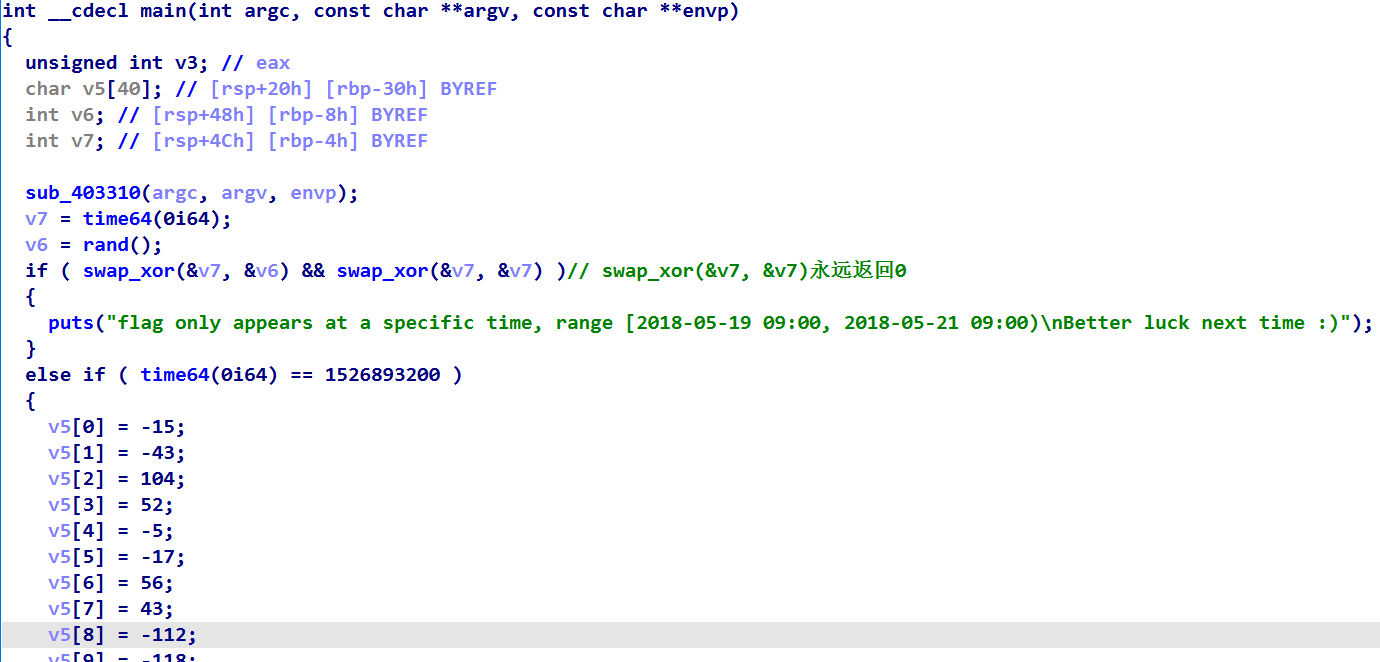 int __cdecl main(int argc, const char **argv, const char **envp)
{
  unsigned int v3; // eax
  char v5[40]; // [rsp+20h] [rbp-30h] BYREF
  int v6; // [rsp+48h] [rbp-8h] BYREF
  int v7; // [rsp+4Ch] [rbp-4h] BYREF

  sub_403310(argc, argv, envp);
  v7 = time64(0i64);
  v6 = rand();
  if ( swap_xor(&v7, &v6) && swap_xor(&v7, &v7) )// swap_xor(&v7, &v7)永远返回0
  {
    puts("flag only appears at a specific time, range [2018-05-19 09:00, 2018-05-21 09:00)\nBetter luck next time :)");
  }
  else if ( time64(0i64) == 1526893200 )
  {
    v5[0] = -15;
    v5[1] = -43;
    v5[2] = 104;
    v5[3] = 52;
    v5[4] = -5;
    v5[5] = -17;
    v5[6] = 56;
    v5[7] = 43;
    v5[8] = -112;
    v5[9] = -118;